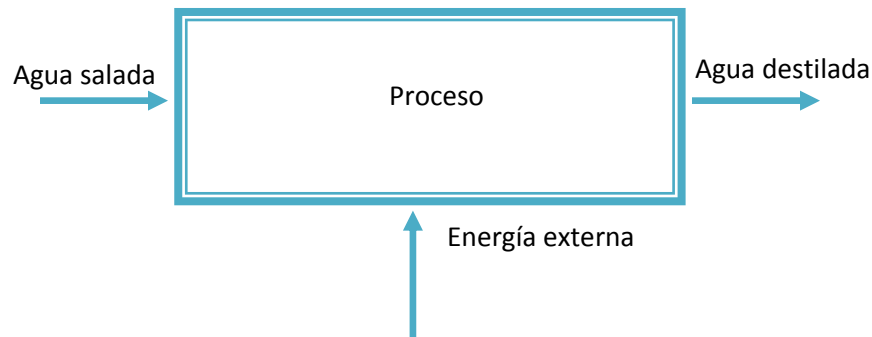 Agua salada
Proceso
Agua destilada
Energía externa